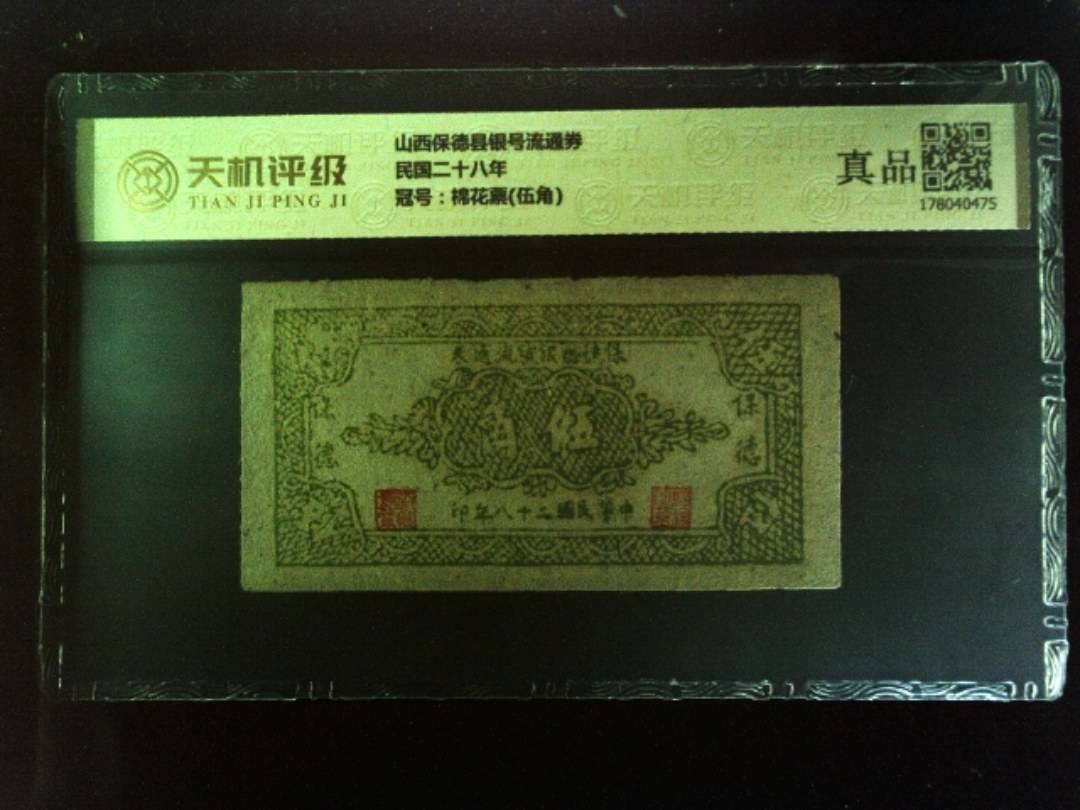 天机评级
TIAN JI PING JI
山西保德县银号流通券
民国二十八年
冠号：棉花票(伍角)
真品
178040475
保德
保德
伍角
中華民國二十八年印